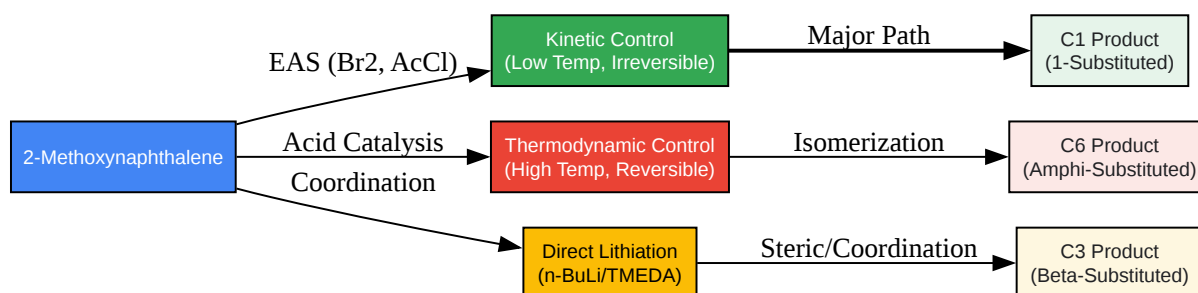 EAS (Br2, AcCl)
Kinetic Control
(Low Temp, Irreversible)
Major Path
C1 Product
(1-Substituted)
2-Methoxynaphthalene
Acid Catalysis
Thermodynamic Control
(High Temp, Reversible)
Isomerization
C6 Product
(Amphi-Substituted)
Coordination
Direct Lithiation
(n-BuLi/TMEDA)
Steric/Coordination
C3 Product
(Beta-Substituted)